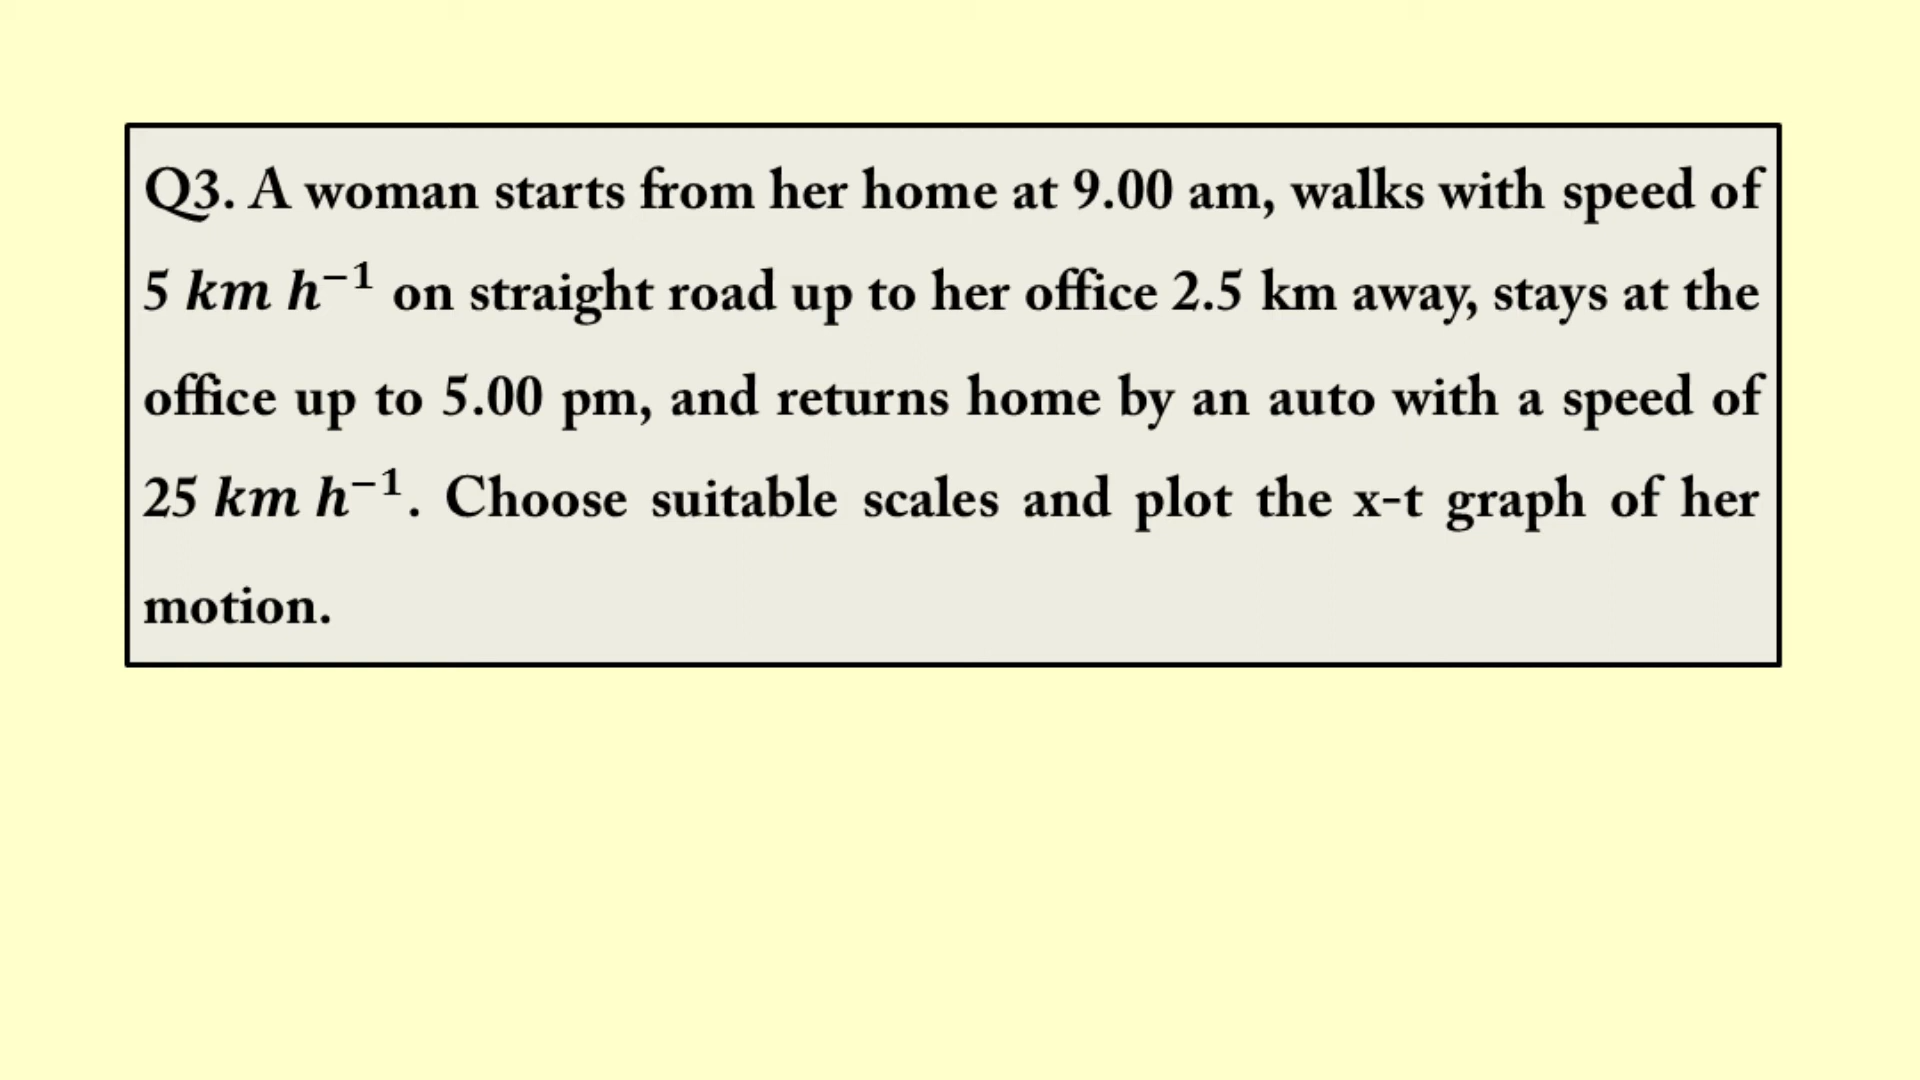 Q3. A woman starts from her home at 9.00 am, walks with speed of
5 km h⁻¹ on straight road up to her office 2.5 km away, stays at the
office up to 5.00 pm, and returns home by an auto with a speed of
25 km h⁻¹. Choose suitable scales and plot the x-t graph of her
motion.